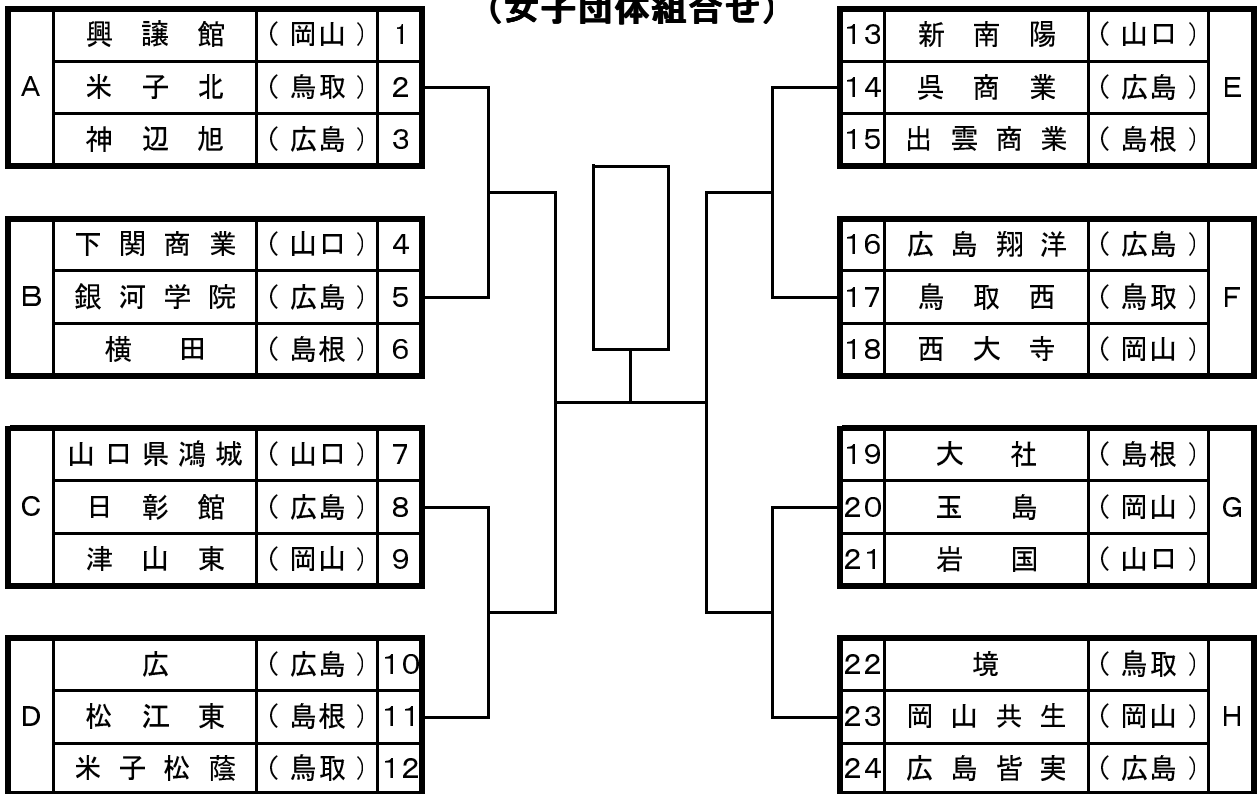 （女子団体組合せ）
A
興譲館 （岡山） 1
米子北 （鳥取） 2
神辺旭 （広島） 3
B
下関商業 （山口） 4
銀河学院 （広島） 5
横田 （島根） 6
C
山口県鴻城 （山口） 7
日彰館 （広島） 8
津山東 （岡山） 9
D
広 （広島） 10
松江東 （島根） 11
米子松蔭 （鳥取） 12
13 新南陽 （山口）
14 呉商業 （広島）
15 出雲商業 （島根）
E
16 広島翔洋 （広島）
17 鳥取西 （鳥取）
18 西大寺 （岡山）
F
19 大社 （島根）
20 玉島 （岡山）
21 岩国 （山口）
G
22 境 （鳥取）
23 岡山共生 （岡山）
24 広島皆実 （広島）
H